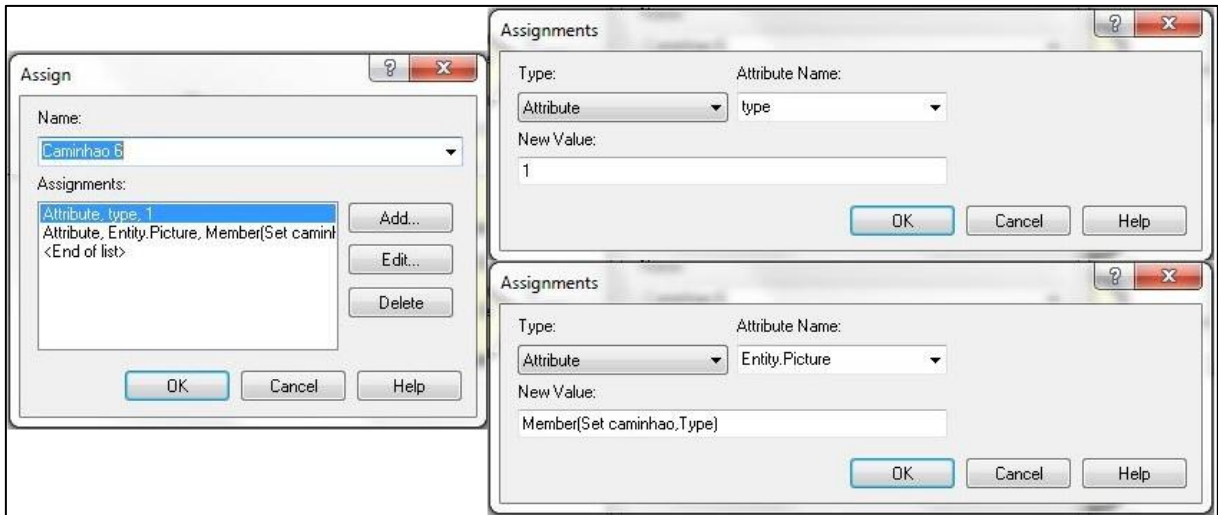 Assign
Name:
Caminhao 6
Assignments:
Attribute, type, 1
Attribute, Entity.Picture, Member(Set caminh
<End of list>
Add...
Edit...
Delete
OK Cancel Help
Assignments
Type: Attribute Name:
Attribute type
New Value:
1
OK Cancel Help
Assignments
Type: Attribute Name:
Attribute Entity.Picture
New Value:
Member(Set caminhao,Type)
OK Cancel Help